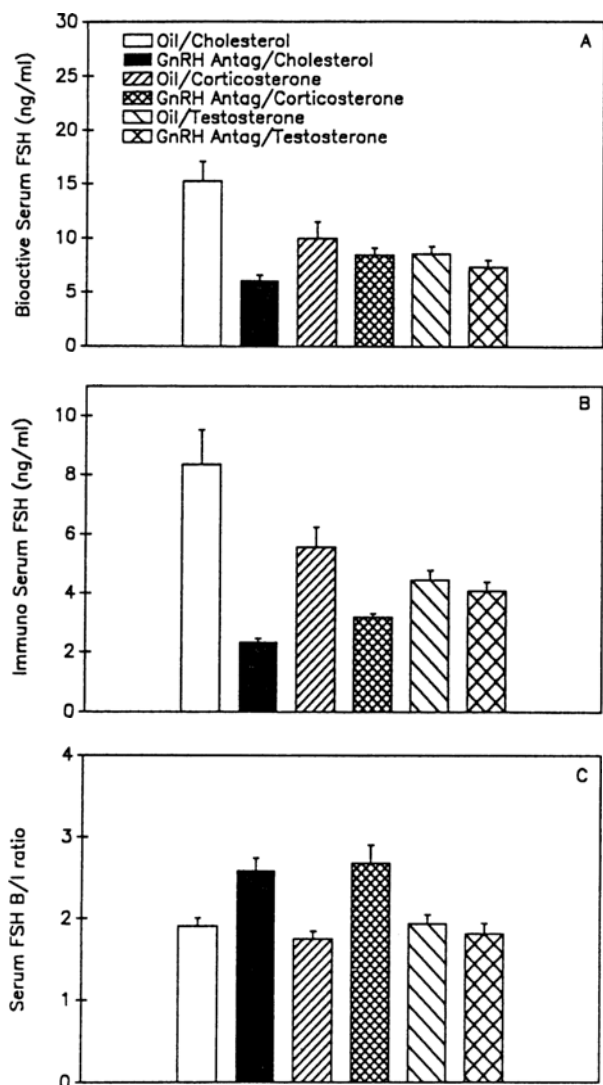 A
Oil/Cholesterol
GnRH Antag/Cholesterol
Oil/Corticosterone
GnRH Antag/Corticosterone
Oil/Testosterone
GnRH Antag/Testosterone
Bioactive Serum FSH (ng/ml)
30
25
20
15
10
5
0
B
Immuno Serum FSH (ng/ml)
10
8
6
4
2
0
C
Serum FSH B/I ratio
4
3
2
1
0